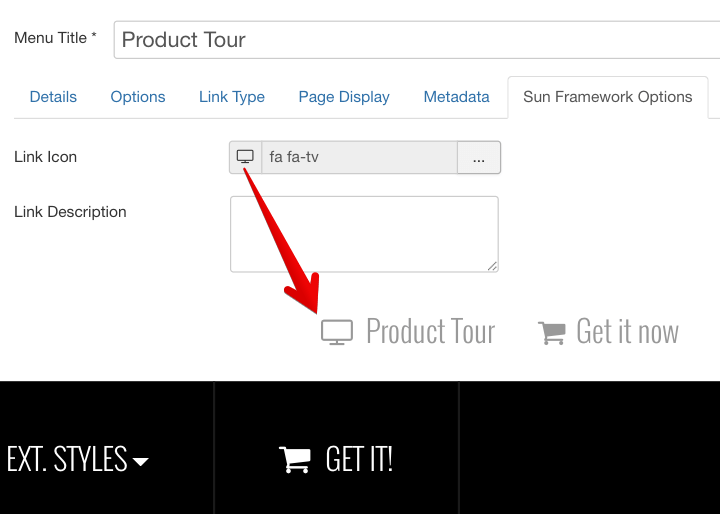 Menu Title * Product Tour
Details Options Link Type Page Display Metadata Sun Framework Options
Link Icon fa fa-tv ...
Link Description
Product Tour Get it now
EXT. STYLES GET IT!